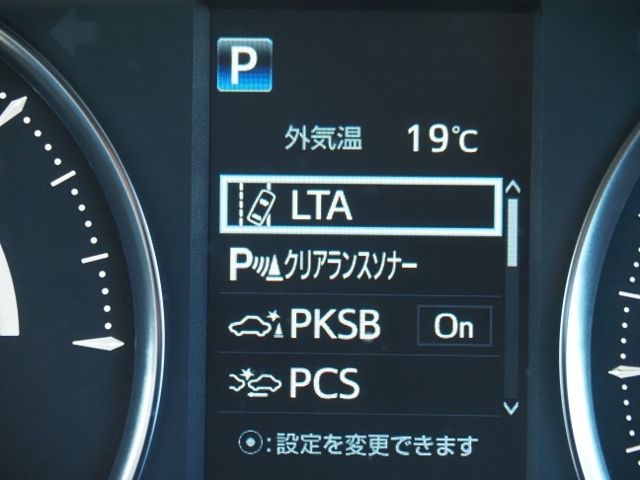 P
外気温 19℃
LTA
Pクリアランスソナー
PKSB On
PCS
⦿:設定を変更できます